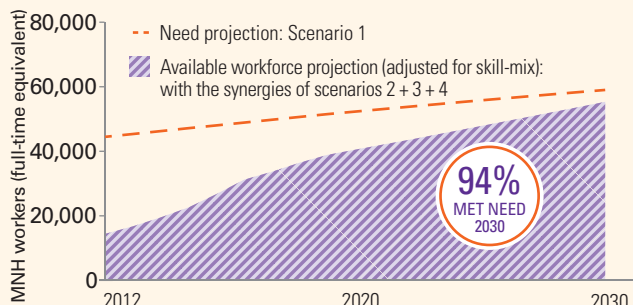 MNH workers (full-time equivalent)
80,000
60,000
40,000
20,000
0
Need projection: Scenario 1
Available workforce projection (adjusted for skill-mix):
with the synergies of scenarios 2 + 3 + 4
94%
MET NEED
2030
2012
2020
2030